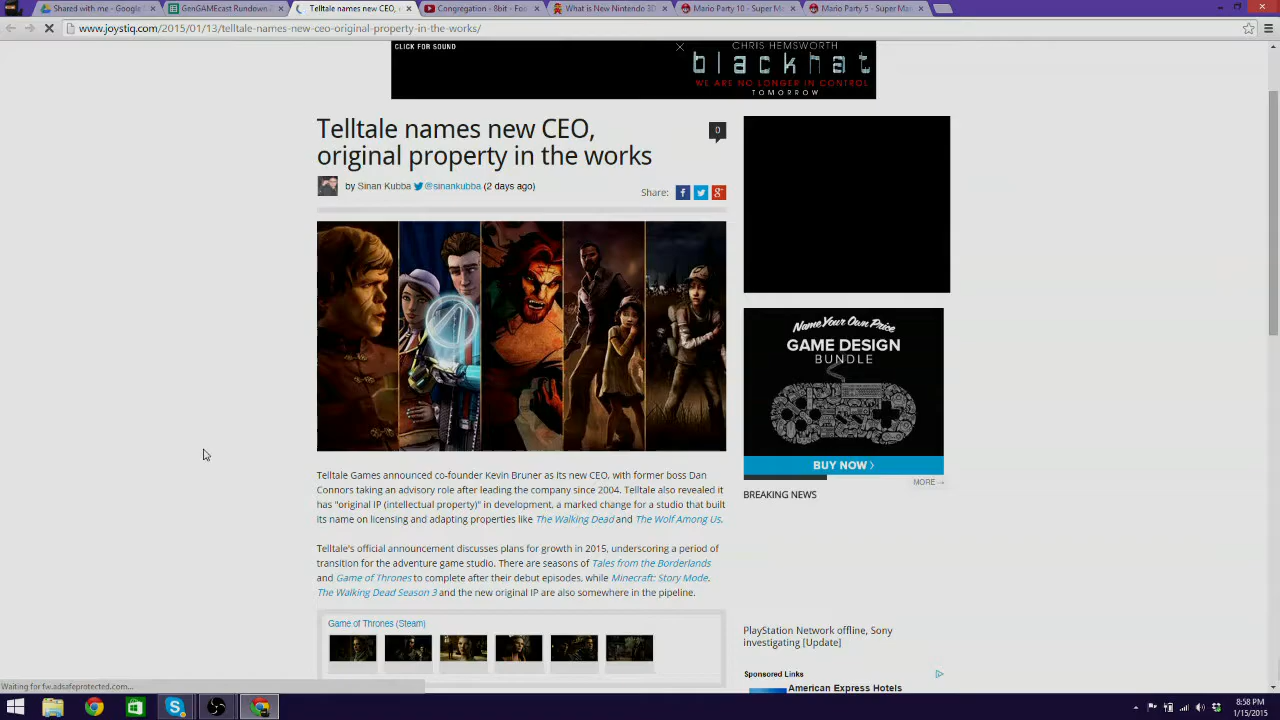 Shared with me - Google
GenGAMEcast Rundown
Telltale names new CEO,
Congregation - 8bit - Foo
What is New Nintendo 3D
Mario Party 10 - Super M
Mario Party 5 - Super Mar
www.joystiq.com/2015/01/13/telltale-names-new-ceo-original-property-in-the-works/
CLICK FOR SOUND
CHRIS HEMSWORTH
blackhat
WE ARE NO LONGER IN CONTROL
TOMORROW
Telltale names new CEO,
original property in the works
0
by Sinan Kubba @sinankubba (2 days ago)
Share:
Telltale Games announced co-founder Kevin Bruner as its new CEO, with former boss Dan
Connors taking an advisory role after leading the company since 2004. Telltale also revealed it
has "original IP (intellectual property)" in development, a marked change for a studio that built
its name on licensing and adapting properties like The Walking Dead and The Wolf Among Us.
Telltale's official announcement discusses plans for growth in 2015, underscoring a period of
transition for the adventure game studio. There are seasons of Tales from the Borderlands
and Game of Thrones to complete after their debut episodes, while Minecraft: Story Mode,
The Walking Dead Season 3 and the new original IP are also somewhere in the pipeline.
Game of Thrones (Steam)
Name Your Own Price
GAME DESIGN
BUNDLE
BUY NOW >
MORE →
BREAKING NEWS
PlayStation Network offline, Sony
investigating [Update]
Sponsored Links
American Express Hotels
Waiting for fw.adsafeprotected.com...
8:58 PM
1/15/2015